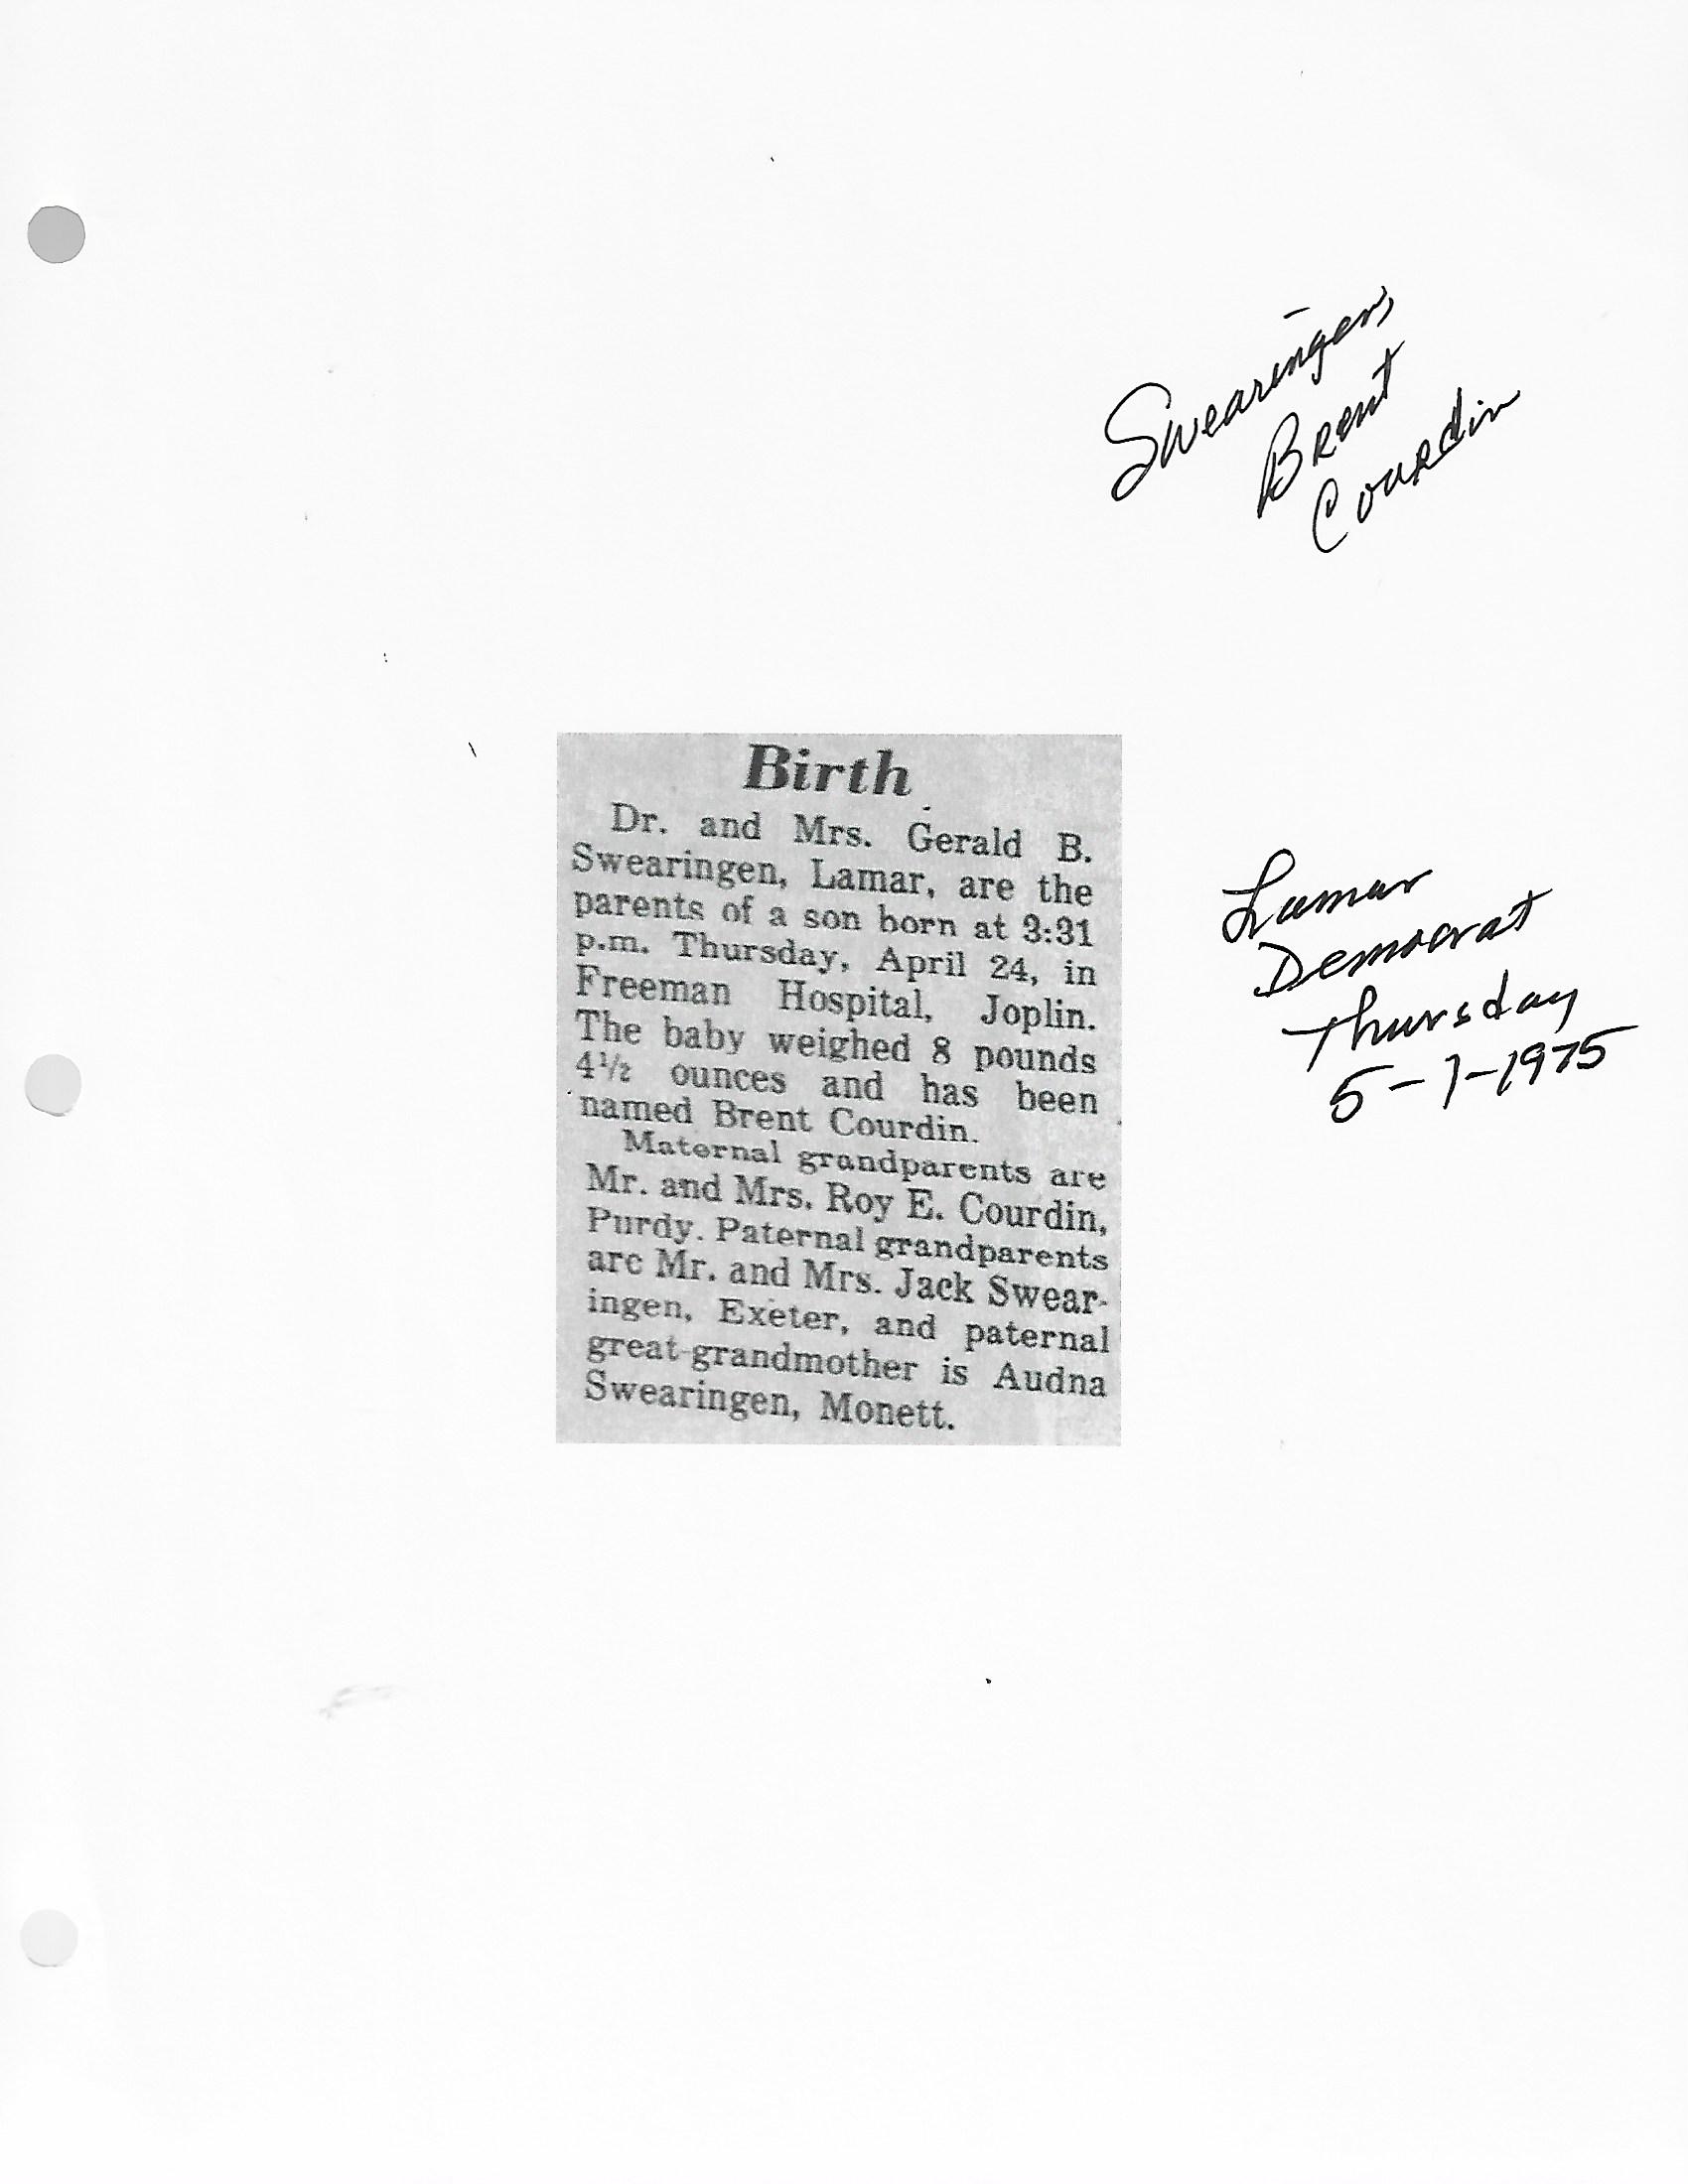 Swearingen,
Brent
Courdin
Birth
Dr. and Mrs. Gerald B.
Swearingen, Lamar, are the
parents of a son born at 3:31
p.m. Thursday, April 24, in
Freeman Hospital, Joplin.
The baby weighed 8 pounds
4½ ounces and has been
named Brent Courdin.
Maternal grandparents are
Mr. and Mrs. Roy E. Courdin,
Purdy. Paternal grandparents
are Mr. and Mrs. Jack Swear-
ingen, Exeter, and paternal
great-grandmother is Audna
Swearingen, Monett.
Lamar
Democrat
Thursday
5-1-1975